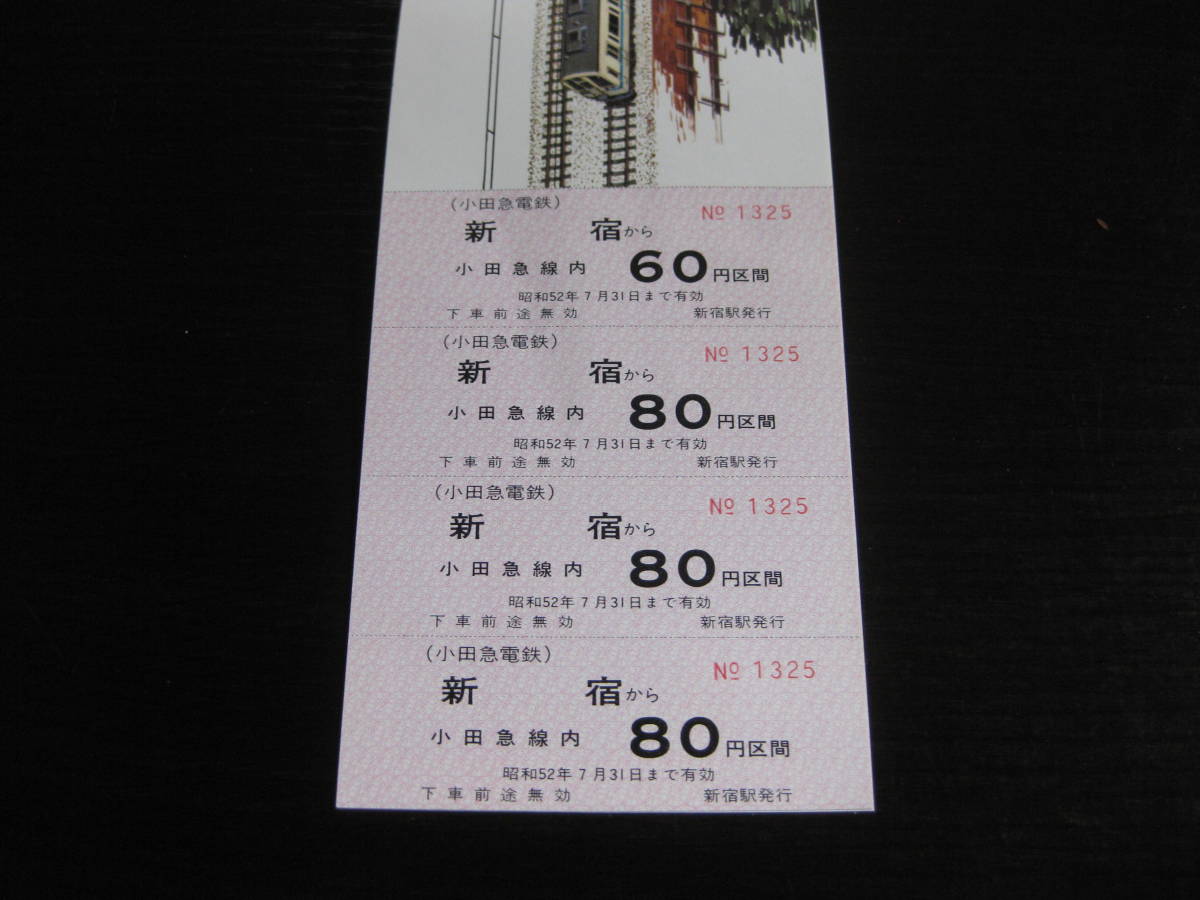 (小田急電鉄) № 1325
新 宿から
小田急線内 60円区間
昭和52年7月31日まで有効
下車前途無効 新宿駅発行
(小田急電鉄) № 1325
新 宿から
小田急線内 80円区間
昭和52年7月31日まで有効
下車前途無効 新宿駅発行
(小田急電鉄) № 1325
新 宿から
小田急線内 80円区間
昭和52年7月31日まで有効
下車前途無効 新宿駅発行
(小田急電鉄) № 1325
新 宿から
小田急線内 80円区間
昭和52年7月31日まで有効
下車前途無効 新宿駅発行